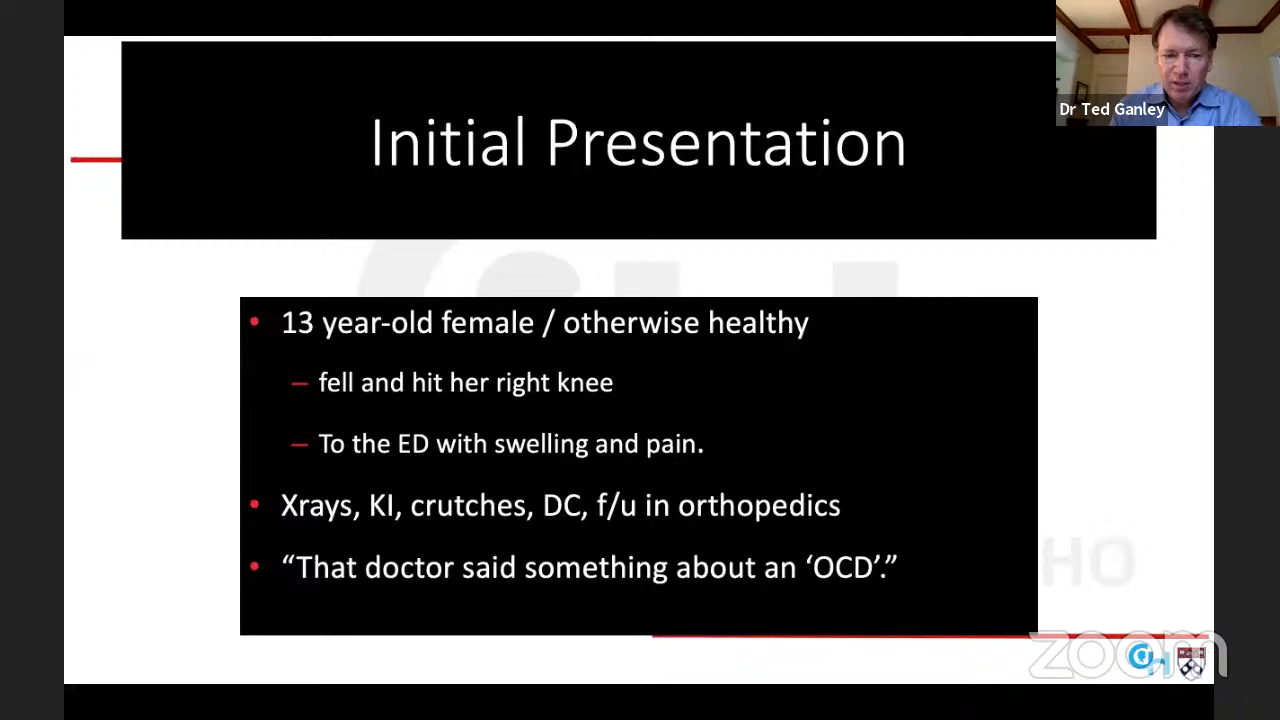 Dr Ted Ganley
Initial Presentation
• 13 year-old female / otherwise healthy
– fell and hit her right knee
– To the ED with swelling and pain.
• Xrays, KI, crutches, DC, f/u in orthopedics
• “That doctor said something about an ‘OCD’.”
HO
zoom